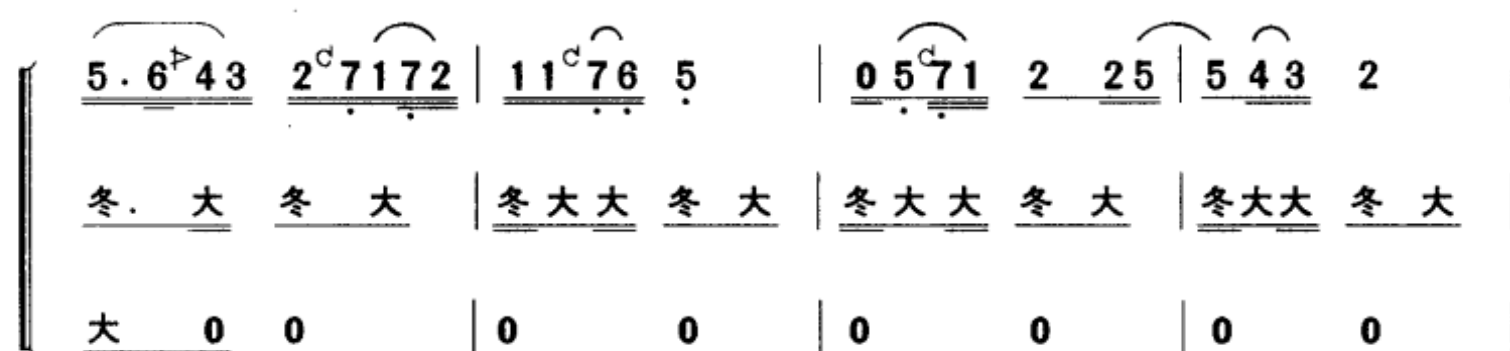 5 . 6 4 3 2 7 1 7 2 | 1 1 7 6 5 | 0 5 7 1 2 2 5 | 5 4 3 2
冬. 大 冬 大 | 冬 大 大 冬 大 | 冬 大 大 冬 大 | 冬 大 大 冬 大
大 0 0 | 0 0 | 0 0 | 0 0